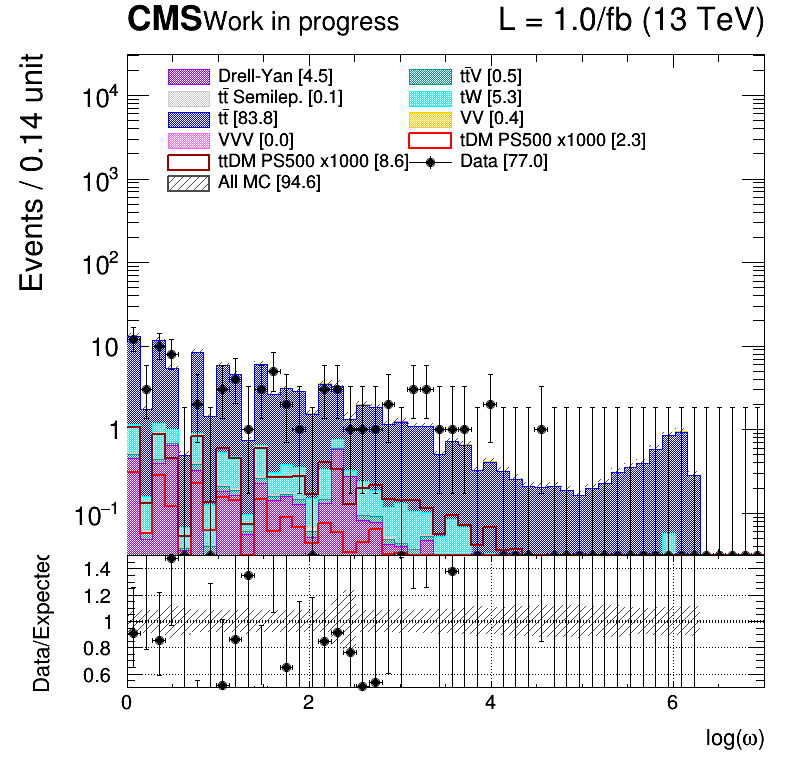 CMS Work in progress L = 1.0/fb (13 TeV)
Events / 0.14 unit
Drell-Yan [4.5] tt̄V [0.5]
tt̄ Semilep. [0.1] tW [5.3]
tt̄ [83.8] VV [0.4]
VVV [0.0] tDM PS500 x1000 [2.3]
ttDM PS500 x1000 [8.6] Data [77.0]
All MC [94.6]
10⁴
10³
10²
10
1
10⁻¹
Data/Expected
1.4
1.2
1
0.8
0.6
0 2 4 6
log(ω)